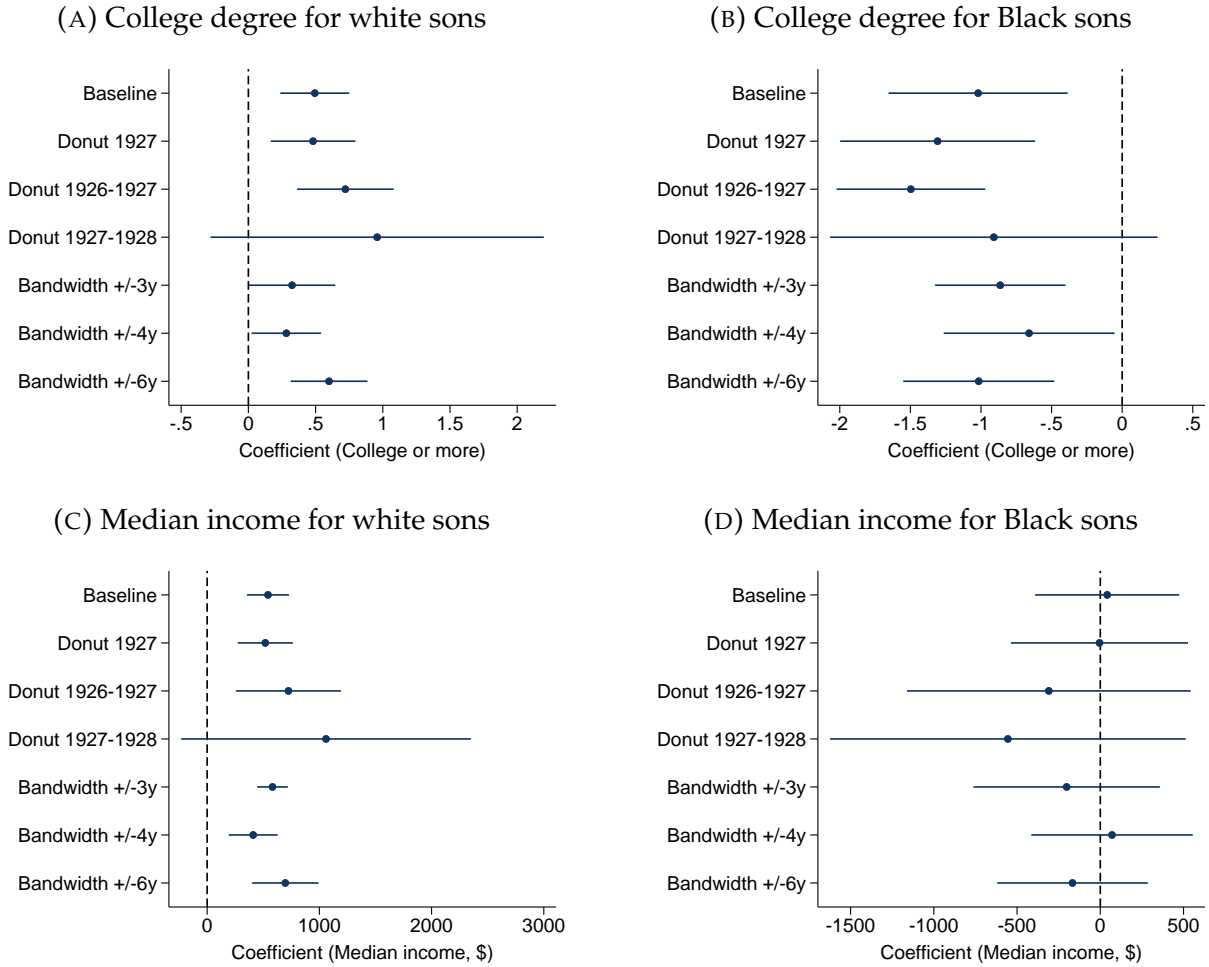 (A) College degree for white sons
Baseline
Donut 1927
Donut 1926-1927
Donut 1927-1928
Bandwidth +/-3y
Bandwidth +/-4y
Bandwidth +/-6y
-.5 0 .5 1 1.5 2
Coefficient (College or more)
(B) College degree for Black sons
Baseline
Donut 1927
Donut 1926-1927
Donut 1927-1928
Bandwidth +/-3y
Bandwidth +/-4y
Bandwidth +/-6y
-2 -1.5 -1 -.5 0 .5
Coefficient (College or more)
(C) Median income for white sons
Baseline
Donut 1927
Donut 1926-1927
Donut 1927-1928
Bandwidth +/-3y
Bandwidth +/-4y
Bandwidth +/-6y
0 1000 2000 3000
Coefficient (Median income, $)
(D) Median income for Black sons
Baseline
Donut 1927
Donut 1926-1927
Donut 1927-1928
Bandwidth +/-3y
Bandwidth +/-4y
Bandwidth +/-6y
-1500 -1000 -500 0 500
Coefficient (Median income, $)